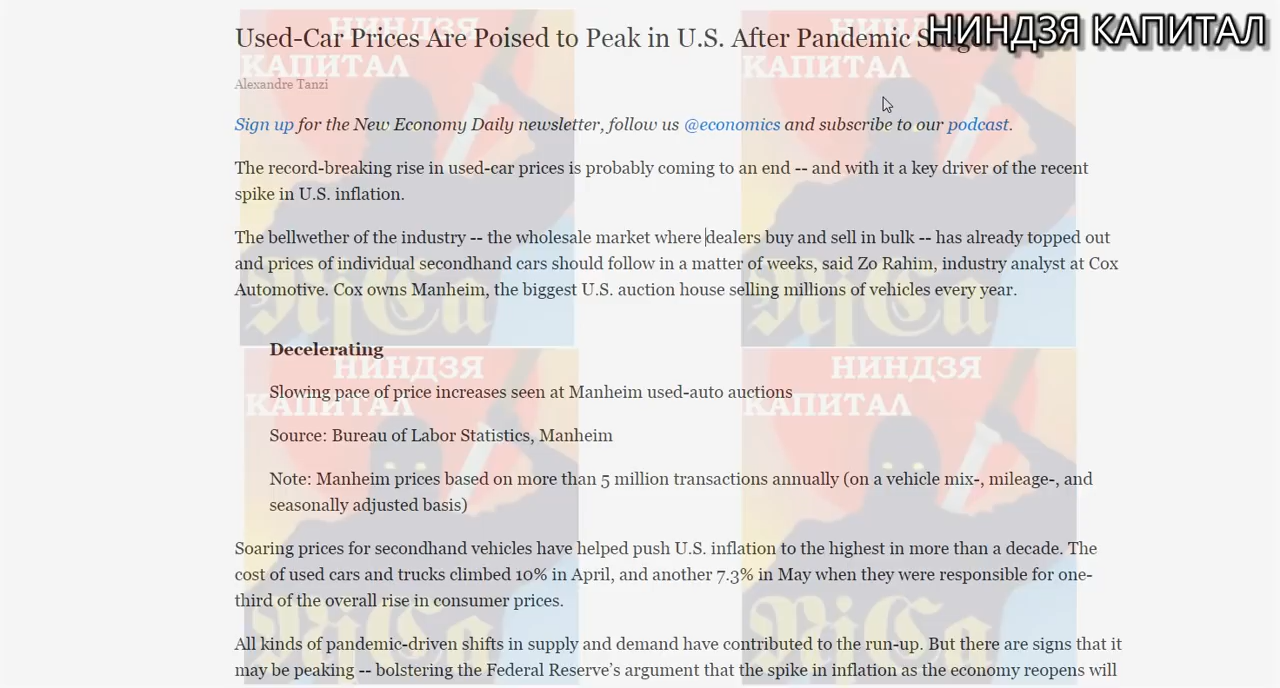 НИНДЗЯ КАПИТАЛ
Used-Car Prices Are Poised to Peak in U.S. After Pandemic
Alexandre Tanzi
Sign up for the New Economy Daily newsletter, follow us @economics and subscribe to our podcast.
The record-breaking rise in used-car prices is probably coming to an end -- and with it a key driver of the recent
spike in U.S. inflation.
The bellwether of the industry -- the wholesale market where dealers buy and sell in bulk -- has already topped out
and prices of individual secondhand cars should follow in a matter of weeks, said Zo Rahim, industry analyst at Cox
Automotive. Cox owns Manheim, the biggest U.S. auction house selling millions of vehicles every year.
Decelerating
Slowing pace of price increases seen at Manheim used-auto auctions
Source: Bureau of Labor Statistics, Manheim
Note: Manheim prices based on more than 5 million transactions annually (on a vehicle mix-, mileage-, and
seasonally adjusted basis)
Soaring prices for secondhand vehicles have helped push U.S. inflation to the highest in more than a decade. The
cost of used cars and trucks climbed 10% in April, and another 7.3% in May when they were responsible for one-
third of the overall rise in consumer prices.
All kinds of pandemic-driven shifts in supply and demand have contributed to the run-up. But there are signs that it
may be peaking -- bolstering the Federal Reserve's argument that the spike in inflation as the economy reopens will
НИНДЗЯ
КАПИТАЛ
NjCa
НИНДЗЯ
КАПИТАЛ
NjCa
НИНДЗЯ
КАПИТАЛ
NjCa
НИНДЗЯ
КАПИТАЛ
NjCa